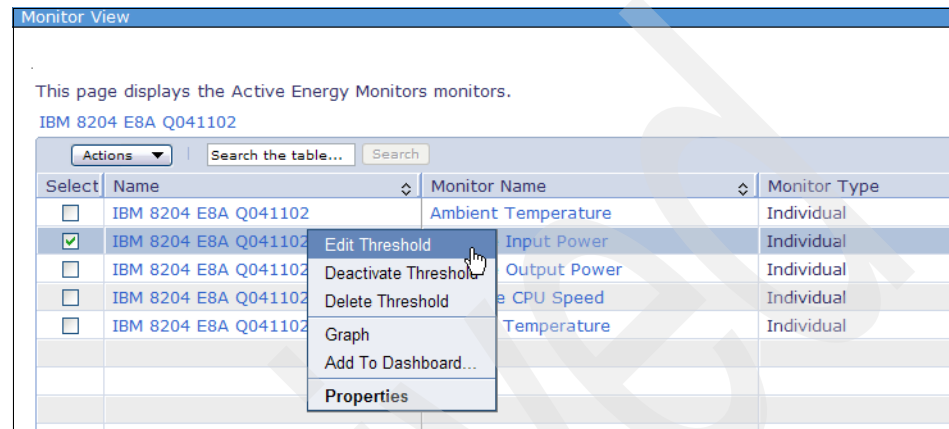 Monitor View
This page displays the Active Energy Monitors monitors.
IBM 8204 E8A Q041102
Actions Search the table... Search
Select Name Monitor Name Monitor Type
IBM 8204 E8A Q041102 Ambient Temperature Individual
IBM 8204 E8A Q041102 Input Power Individual
IBM 8204 E8A Q041102 Output Power Individual
IBM 8204 E8A Q041102 CPU Speed Individual
IBM 8204 E8A Q041102 Temperature Individual
Edit Threshold
Deactivate Threshold
Delete Threshold
Graph
Add To Dashboard...
Properties